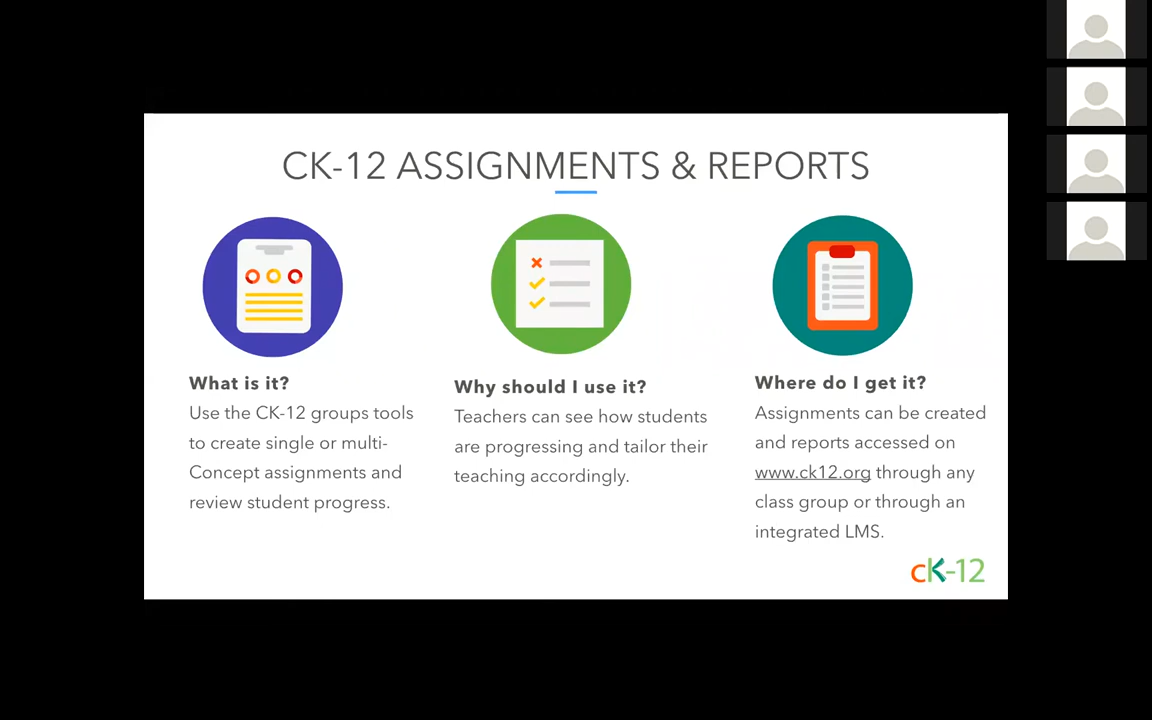 CK-12 ASSIGNMENTS & REPORTS
What is it?
Use the CK-12 groups tools
to create single or multi-
Concept assignments and
review student progress.
Why should I use it?
Teachers can see how students
are progressing and tailor their
teaching accordingly.
Where do I get it?
Assignments can be created
and reports accessed on
www.ck12.org through any
class group or through an
integrated LMS.
cK-12